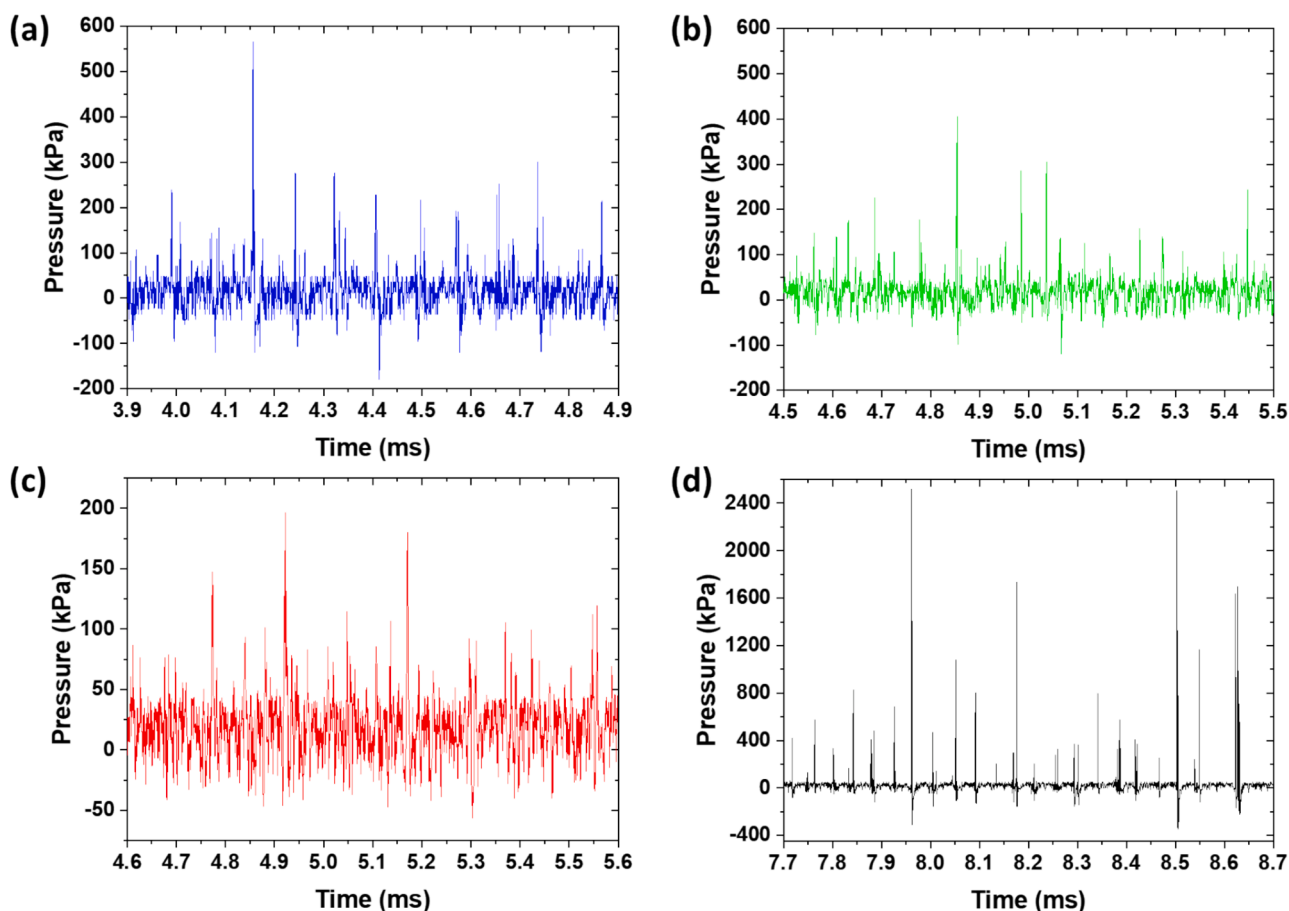 (a)
600
500
400
300
200
100
0
-100
-200
Pressure (kPa)
3.9 4.0 4.1 4.2 4.3 4.4 4.5 4.6 4.7 4.8 4.9
Time (ms)
(b)
600
500
400
300
200
100
0
-100
-200
Pressure (kPa)
4.5 4.6 4.7 4.8 4.9 5.0 5.1 5.2 5.3 5.4 5.5
Time (ms)
(c)
200
150
100
50
0
-50
Pressure (kPa)
4.6 4.7 4.8 4.9 5.0 5.1 5.2 5.3 5.4 5.5 5.6
Time (ms)
(d)
2400
2000
1600
1200
800
400
0
-400
Pressure (kPa)
7.7 7.8 7.9 8.0 8.1 8.2 8.3 8.4 8.5 8.6 8.7
Time (ms)